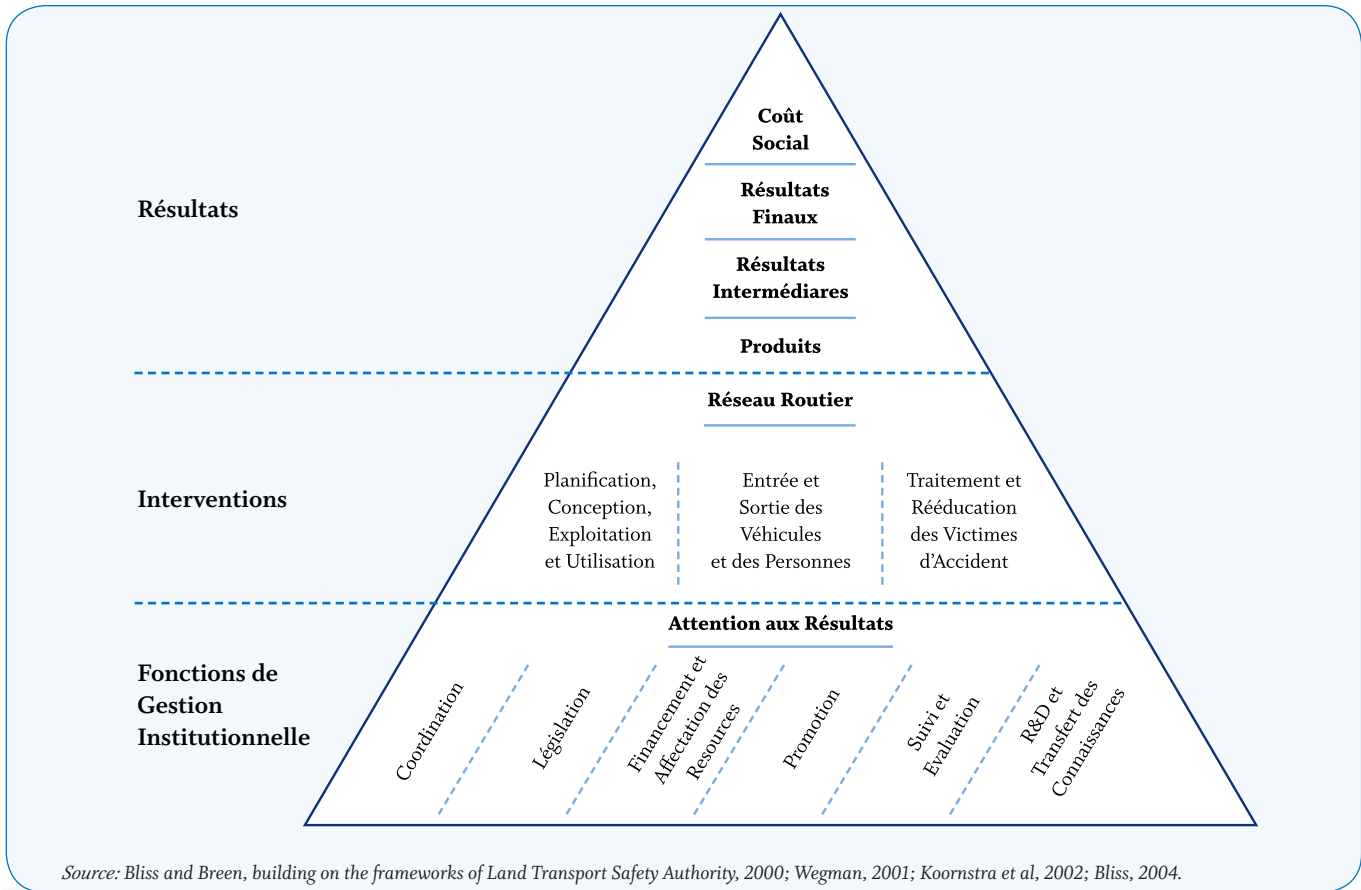 Coût
Social
Résultats
Finaux
Résultats
Résultats
Intermédiares
Produits
Réseau Routier
Interventions
Planification,
Conception,
Exploitation
et Utilisation
Entrée et
Sortie des
Véhicules
et des Personnes
Traitement et
Rééducation
des Victimes
d'Accident
Attention aux Résultats
Fonctions de
Gestion
Institutionnelle
Coordination
Législation
Financement et
Affectation des
Resources
Promotion
Suivi et
Evaluation
R&D et
Transfert des
Connaissances
Source: Bliss and Breen, building on the frameworks of Land Transport Safety Authority, 2000; Wegman, 2001; Koornstra et al, 2002; Bliss, 2004.